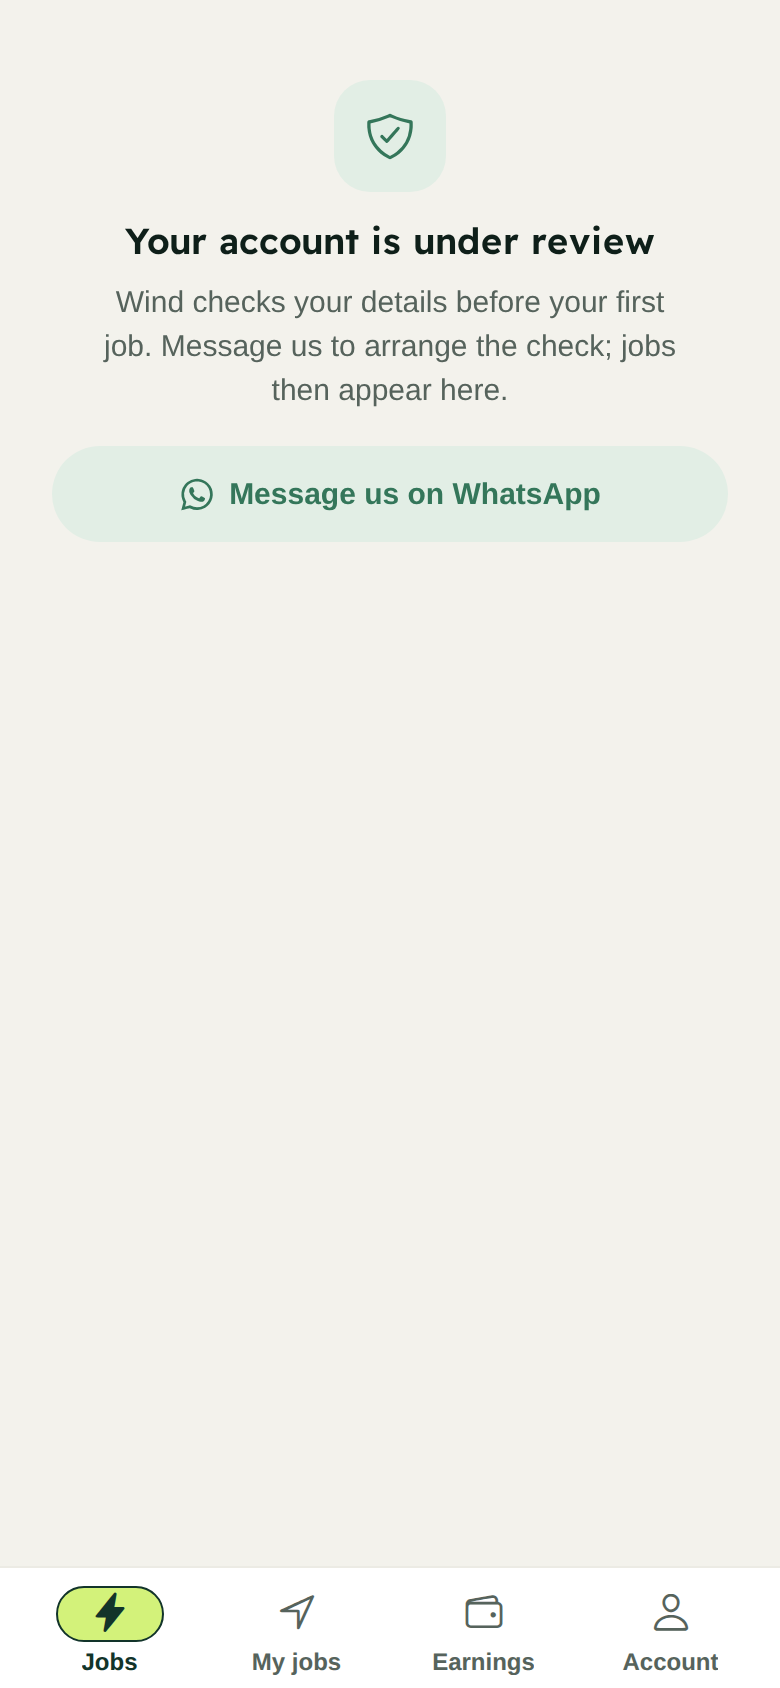 Your account is under review
Wind checks your details before your first
job. Message us to arrange the check; jobs
then appear here.
Message us on WhatsApp
Jobs
My jobs
Earnings
Account